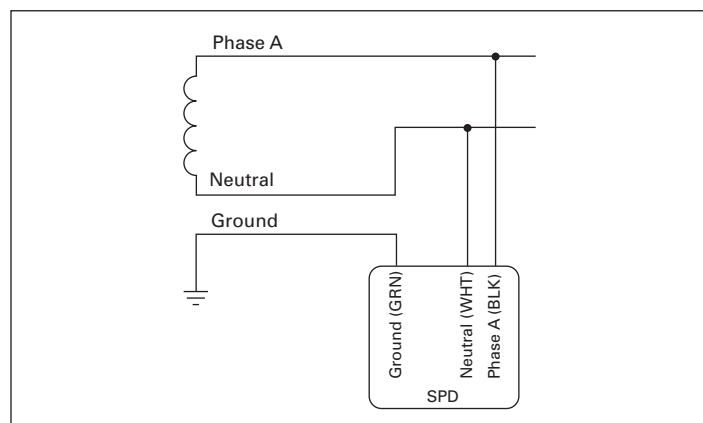 Phase A
Neutral
Ground
Ground (GRN)
Neutral (WHT)
Phase A (BLK)
SPD